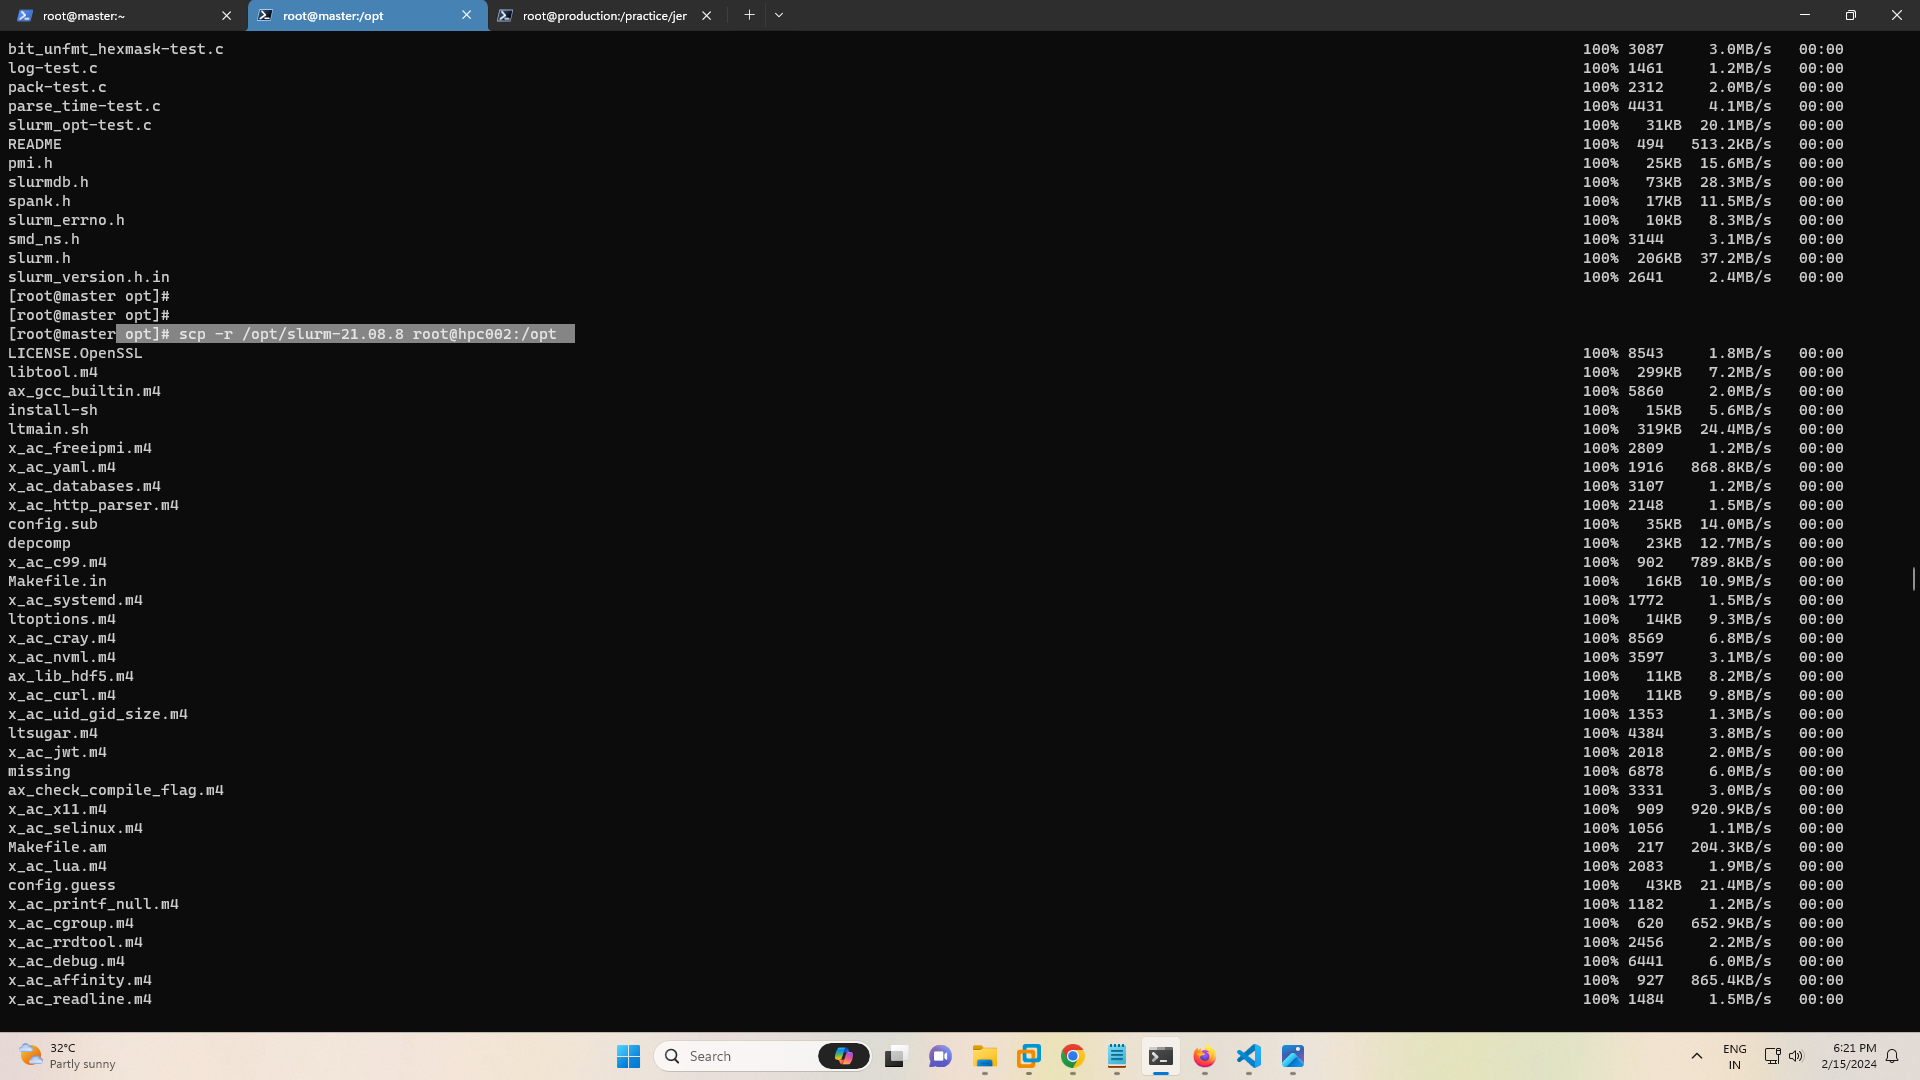 root@master:~
root@master:/opt
root@production:/practice/jer
bit_unfmt_hexmask-test.c 100% 3087 3.0MB/s 00:00
log-test.c 100% 1461 1.2MB/s 00:00
pack-test.c 100% 2312 2.0MB/s 00:00
parse_time-test.c 100% 4431 4.1MB/s 00:00
slurm_opt-test.c 100% 31KB 20.1MB/s 00:00
README 100% 494 513.2KB/s 00:00
pmi.h 100% 25KB 15.6MB/s 00:00
slurmdb.h 100% 73KB 28.3MB/s 00:00
spank.h 100% 17KB 11.5MB/s 00:00
slurm_errno.h 100% 10KB 8.3MB/s 00:00
smd_ns.h 100% 3144 3.1MB/s 00:00
slurm.h 100% 206KB 37.2MB/s 00:00
slurm_version.h.in 100% 2641 2.4MB/s 00:00
[root@master opt]#
[root@master opt]#
[root@master opt]# scp -r /opt/slurm-21.08.8 root@hpc002:/opt
LICENSE.OpenSSL 100% 8543 1.8MB/s 00:00
libtool.m4 100% 299KB 7.2MB/s 00:00
ax_gcc_builtin.m4 100% 5860 2.0MB/s 00:00
install-sh 100% 15KB 5.6MB/s 00:00
ltmain.sh 100% 319KB 24.4MB/s 00:00
x_ac_freeipmi.m4 100% 2809 1.2MB/s 00:00
x_ac_yaml.m4 100% 1916 868.8KB/s 00:00
x_ac_databases.m4 100% 3107 1.2MB/s 00:00
x_ac_http_parser.m4 100% 2148 1.5MB/s 00:00
config.sub 100% 35KB 14.0MB/s 00:00
depcomp 100% 23KB 12.7MB/s 00:00
x_ac_c99.m4 100% 902 789.8KB/s 00:00
Makefile.in 100% 16KB 10.9MB/s 00:00
x_ac_systemd.m4 100% 1772 1.5MB/s 00:00
ltoptions.m4 100% 14KB 9.3MB/s 00:00
x_ac_cray.m4 100% 8569 6.8MB/s 00:00
x_ac_nvml.m4 100% 3597 3.1MB/s 00:00
ax_lib_hdf5.m4 100% 11KB 8.2MB/s 00:00
x_ac_curl.m4 100% 11KB 9.8MB/s 00:00
x_ac_uid_gid_size.m4 100% 1353 1.3MB/s 00:00
ltsugar.m4 100% 4384 3.8MB/s 00:00
x_ac_jwt.m4 100% 2018 2.0MB/s 00:00
missing 100% 6878 6.0MB/s 00:00
ax_check_compile_flag.m4 100% 3331 3.0MB/s 00:00
x_ac_x11.m4 100% 909 920.9KB/s 00:00
x_ac_selinux.m4 100% 1056 1.1MB/s 00:00
Makefile.am 100% 217 204.3KB/s 00:00
x_ac_lua.m4 100% 2083 1.9MB/s 00:00
config.guess 100% 43KB 21.4MB/s 00:00
x_ac_printf_null.m4 100% 1182 1.2MB/s 00:00
x_ac_cgroup.m4 100% 620 652.9KB/s 00:00
x_ac_rrdtool.m4 100% 2456 2.2MB/s 00:00
x_ac_debug.m4 100% 6441 6.0MB/s 00:00
x_ac_affinity.m4 100% 927 865.4KB/s 00:00
x_ac_readline.m4 100% 1484 1.5MB/s 00:00
32°C
Partly sunny
Search
ENG
IN
6:21 PM
2/15/2024